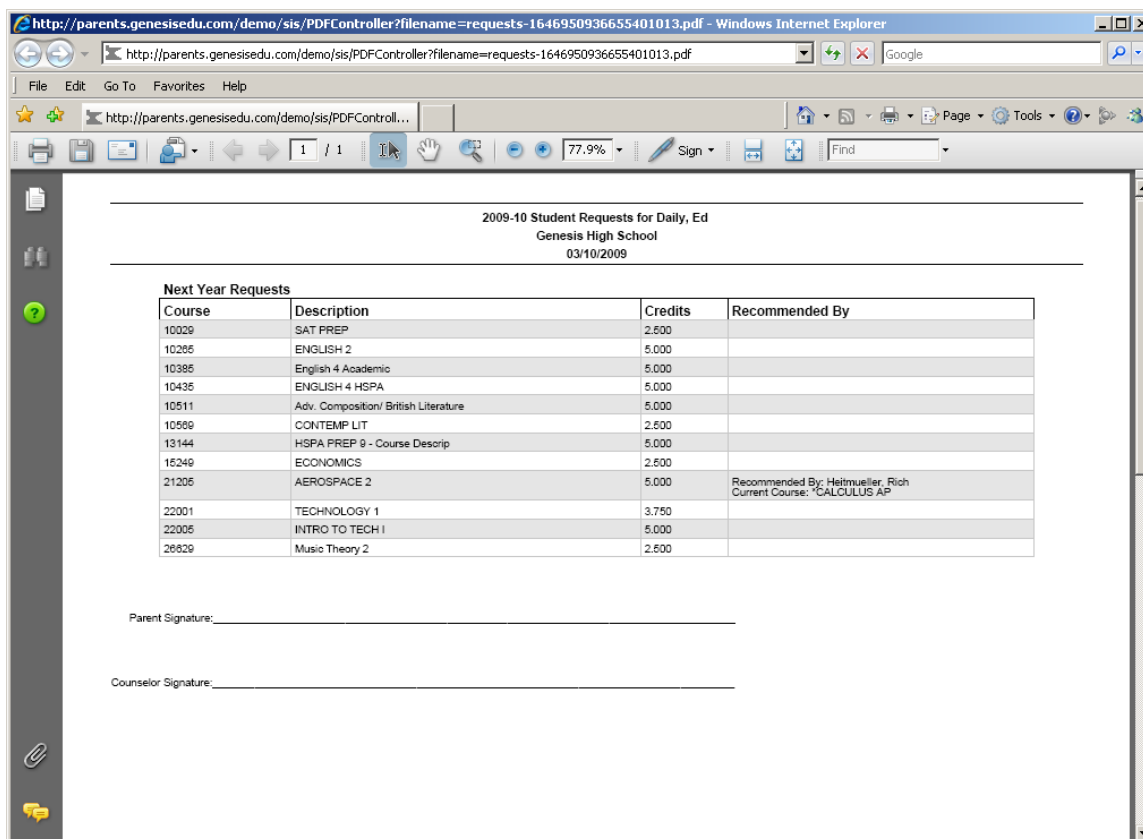 http://parents.genesisedu.com/demo/sis/PDFController?filename=requests-1646950936655401013.pdf - Windows Internet Explorer
http://parents.genesisedu.com/demo/sis/PDFController?filename=requests-1646950936655401013.pdf Google
File Edit Go To Favorites Help
http://parents.genesisedu.com/demo/sis/PDFControll... Page Tools
1 / 1 77.9% Sign Find
2009-10 Student Requests for Daily, Ed
Genesis High School
03/10/2009
Next Year Requests
Course Description Credits Recommended By
10029 SAT PREP 2.500
10265 ENGLISH 2 5.000
10385 English 4 Academic 5.000
10435 ENGLISH 4 HSPA 5.000
10511 Adv. Composition/ British Literature 5.000
10569 CONTEMP LIT 2.500
13144 HSPA PREP 9 - Course Descrip 5.000
15249 ECONOMICS 2.500
21205 AEROSPACE 2 5.000 Recommended By: Heitmueller, Rich
Current Course: *CALCULUS AP
22001 TECHNOLOGY 1 3.750
22005 INTRO TO TECH I 5.000
26629 Music Theory 2 2.500
Parent Signature:
Counselor Signature: